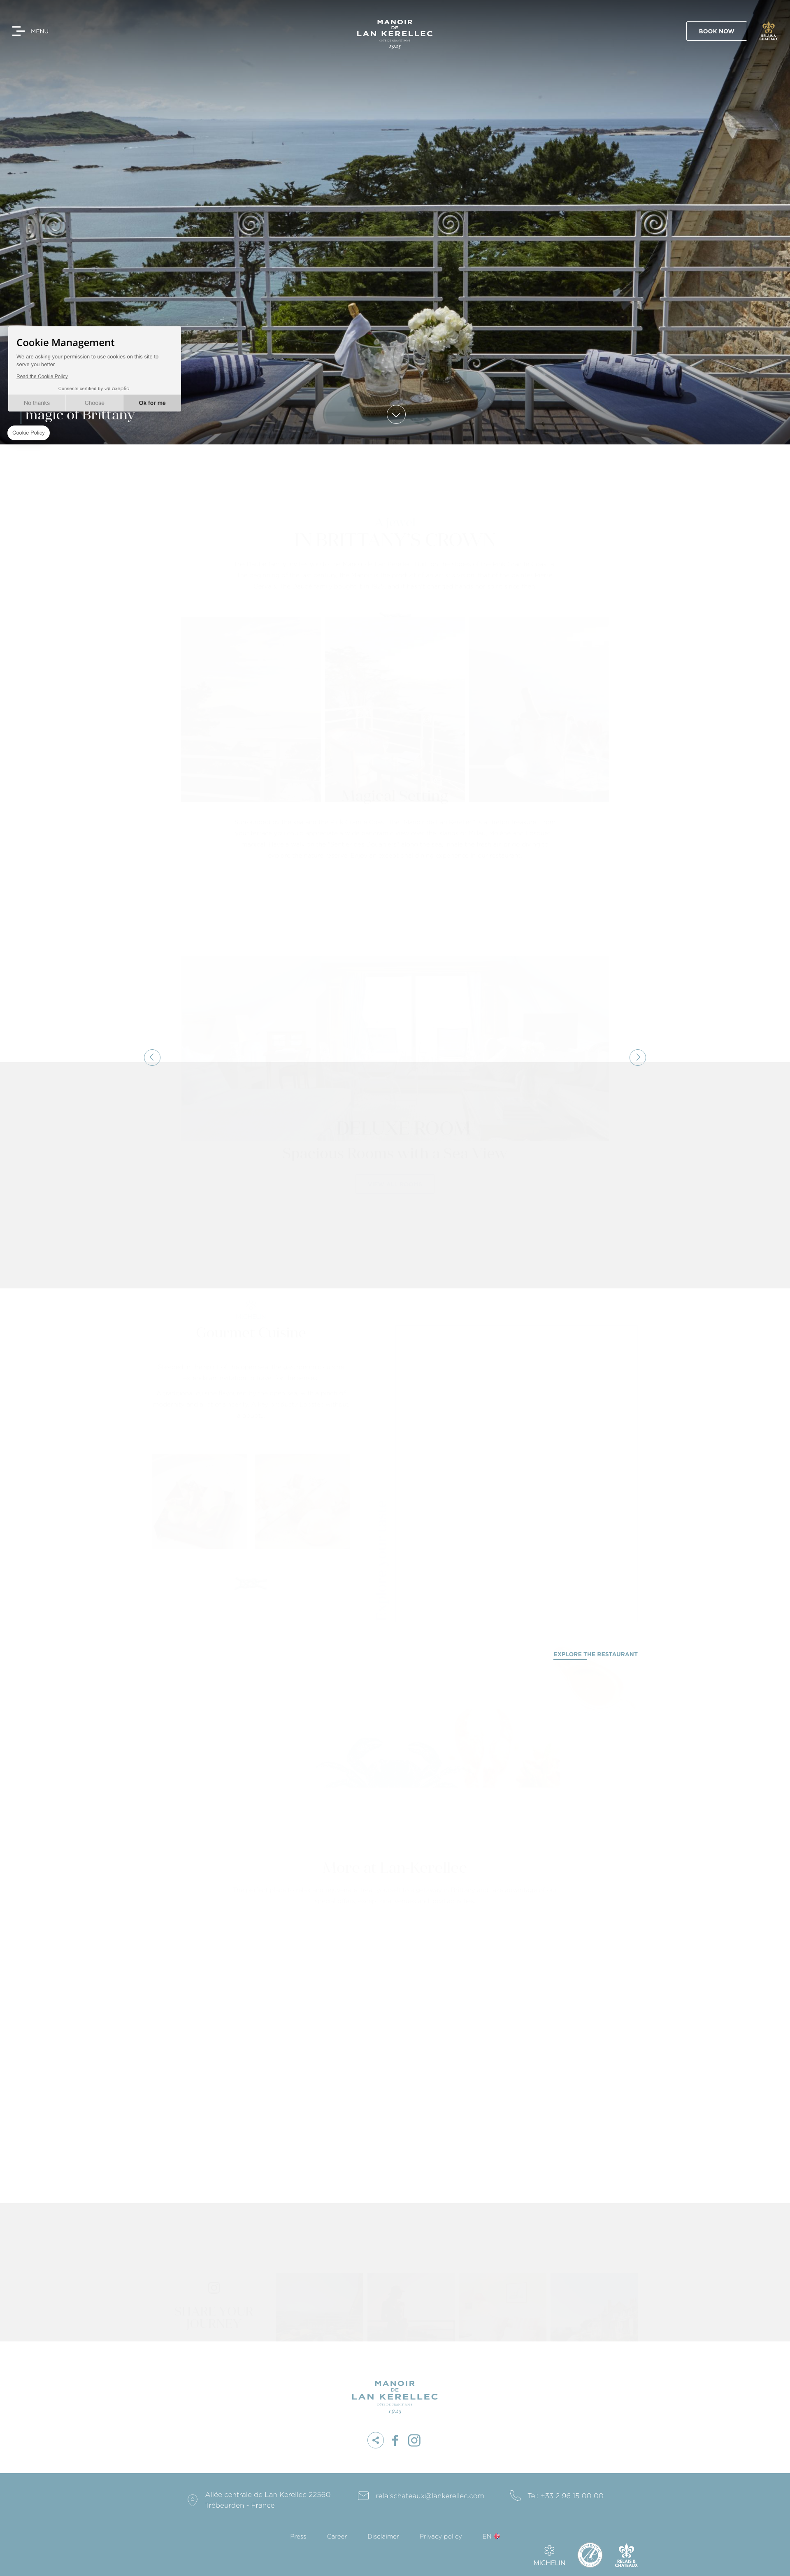 MENU
MANOIR
DE
LAN KERELLEC
1925
BOOK NOW
RELAIS &
CHATEAUX
Cookie Management
We are asking your permission to use cookies on this site to
serve you better
Read the Cookie Policy
Consents certified by axeptio
No thanks
Choose
Ok for me
magic of Brittany
Cookie Policy
DELUXE ROOM
EXPLORE THE RESTAURANT
MANOIR
DE
LAN KERELLEC
1925
Allée centrale de Lan Kerellec 22560
Trébeurden - France
relaischateaux@lankerellec.com
Tel: +33 2 96 15 00 00
Press
Career
Disclaimer
Privacy policy
EN
MICHELIN
RELAIS &
CHATEAUX